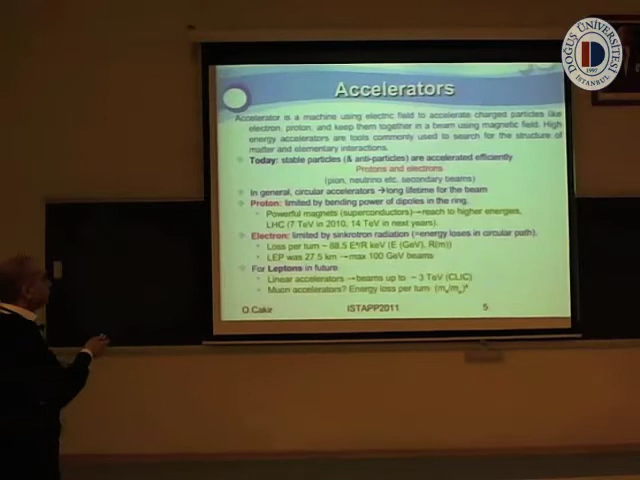 DOĞUŞ ÜNİVERSİTESİ
1997
İSTANBUL
Accelerators
Accelerator is a machine using electric field to accelerate charged particles like
electron, proton, and keep them together in a beam using magnetic field. High
energy accelerators are tools commonly used to search for the structure of
matter and elementary interactions.
Today: stable particles (& anti-particles) are accelerated efficiently
Protons and electrons
(pion, neutrino etc. secondary beams)
In general, circular accelerators →long lifetime for the beam
Proton: limited by bending power of dipoles in the ring.
Powerful magnets (superconductors)→reach to higher energies,
LHC (7 TeV in 2010, 14 TeV in next years).
Electron: limited by sinkrotron radiation (=energy loses in circular path).
Loss per turn ~ 88.5 E⁴/R keV (E (GeV), R(m))
LEP was 27.5 km →max 100 GeV beams
For Leptons in future
Linear accelerators →beams up to ~ 3 TeV (CLIC)
Muon accelerators? Energy loss per turn
O.Cakir ISTAPP2011 5